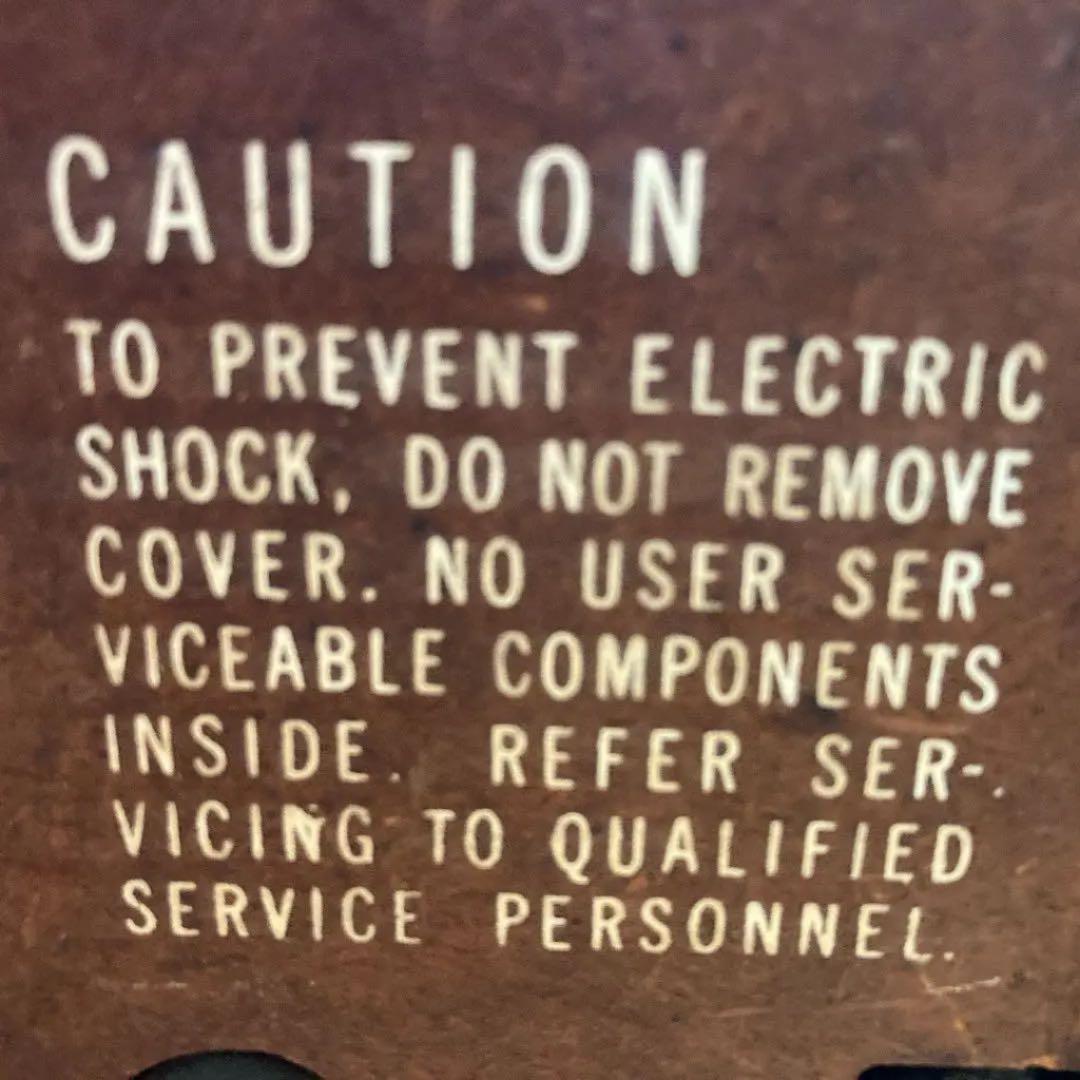 CAUTION
TO PREVENT ELECTRIC
SHOCK, DO NOT REMOVE
COVER. NO USER SER-
VICEABLE COMPONENTS
INSIDE. REFER SER-.
VICING TO QUALIFIED
SERVICE PERSONNEL.